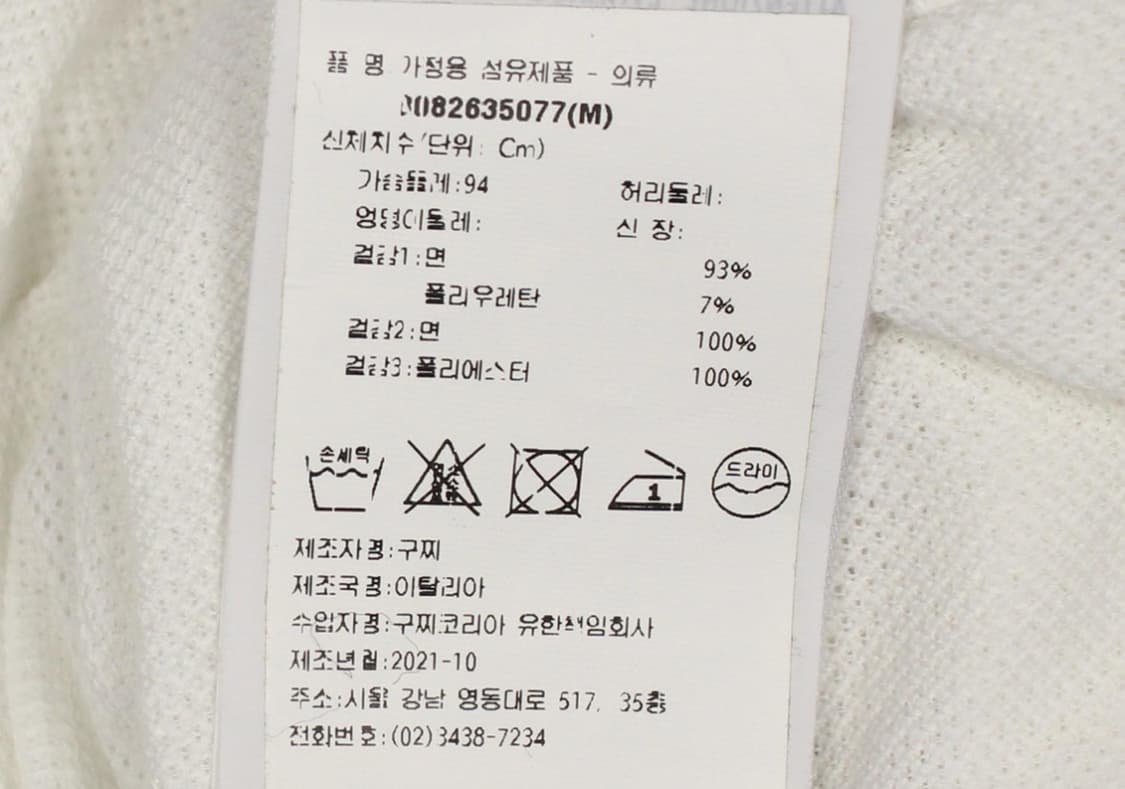 품 명 가정용 섬유제품 - 의류
082635077(M)
신체치수(단위: Cm)
가슴둘레:94 허리둘레:
엉덩이둘레: 신 장:
겉감1:면 93%
폴리우레탄 7%
겉감2:면 100%
겉감3:폴리에스터 100%
손세탁 염소표백 1 드라이
제조자명:구찌
제조국명:이탈리아
수입자명:구찌코리아 유한책임회사
제조년월:2021-10
주소:서울 강남 영동대로 517, 35층
전화번호:(02)3438-7234